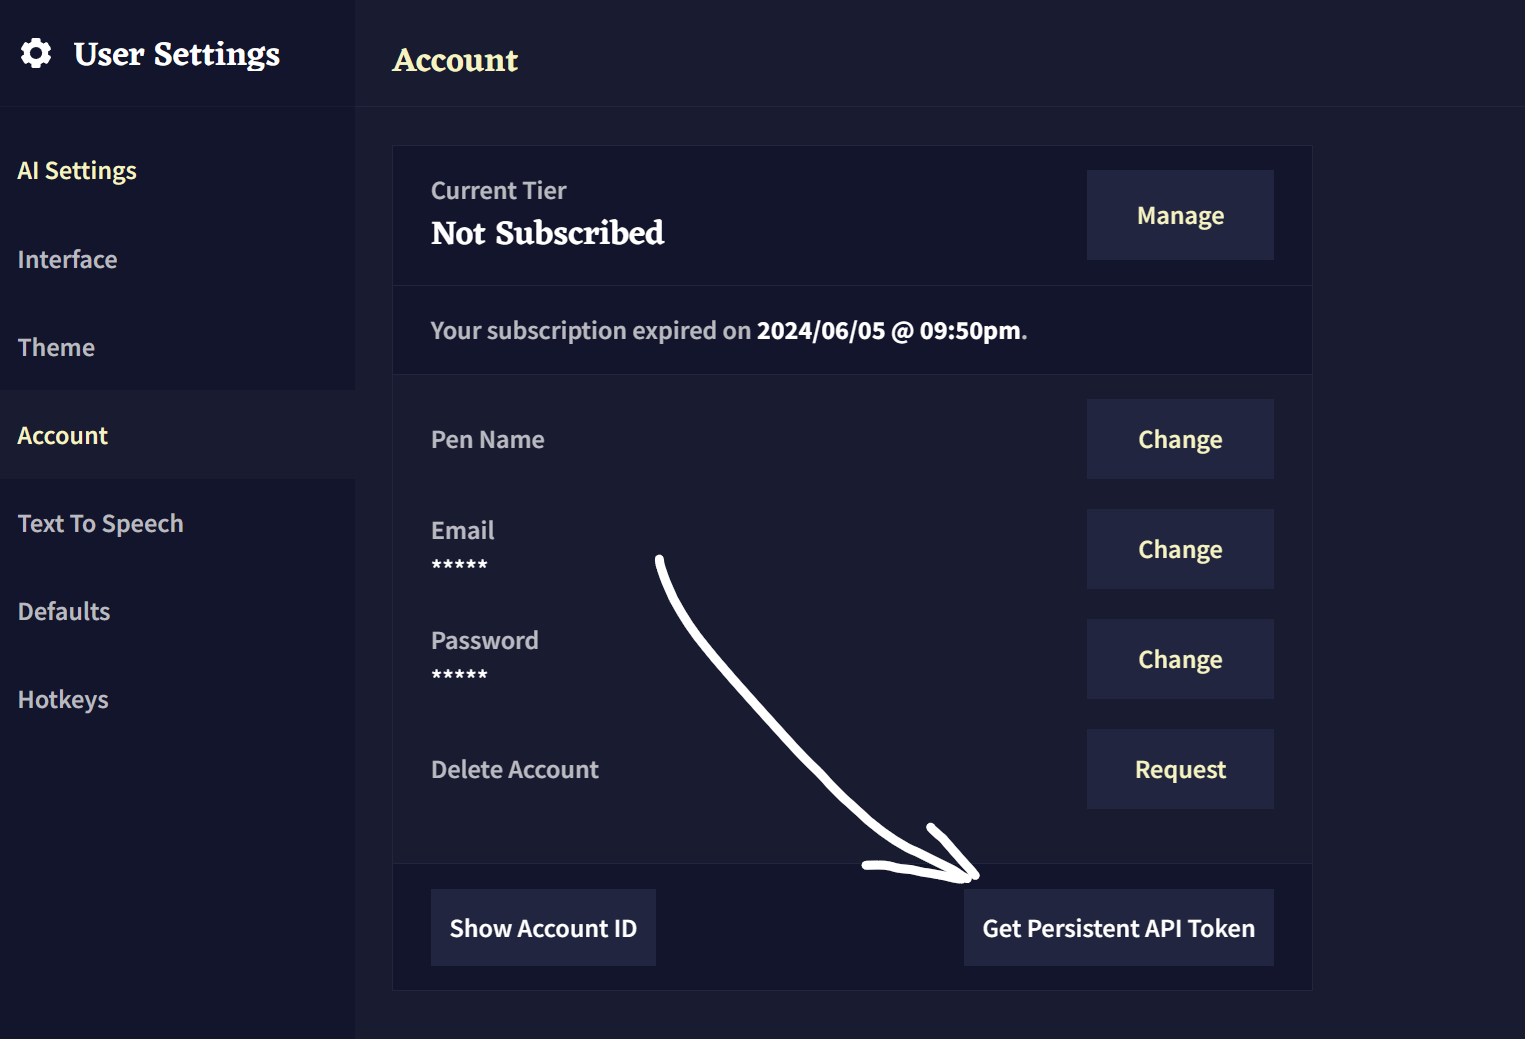 User Settings
AI Settings
Interface
Theme
Account
Text To Speech
Defaults
Hotkeys
Account
Current Tier
Not Subscribed
Manage
Your subscription expired on 2024/06/05 @ 09:50pm.
Pen Name
Change
Email
*****
Change
Password
*****
Change
Delete Account
Request
Show Account ID
Get Persistent API Token